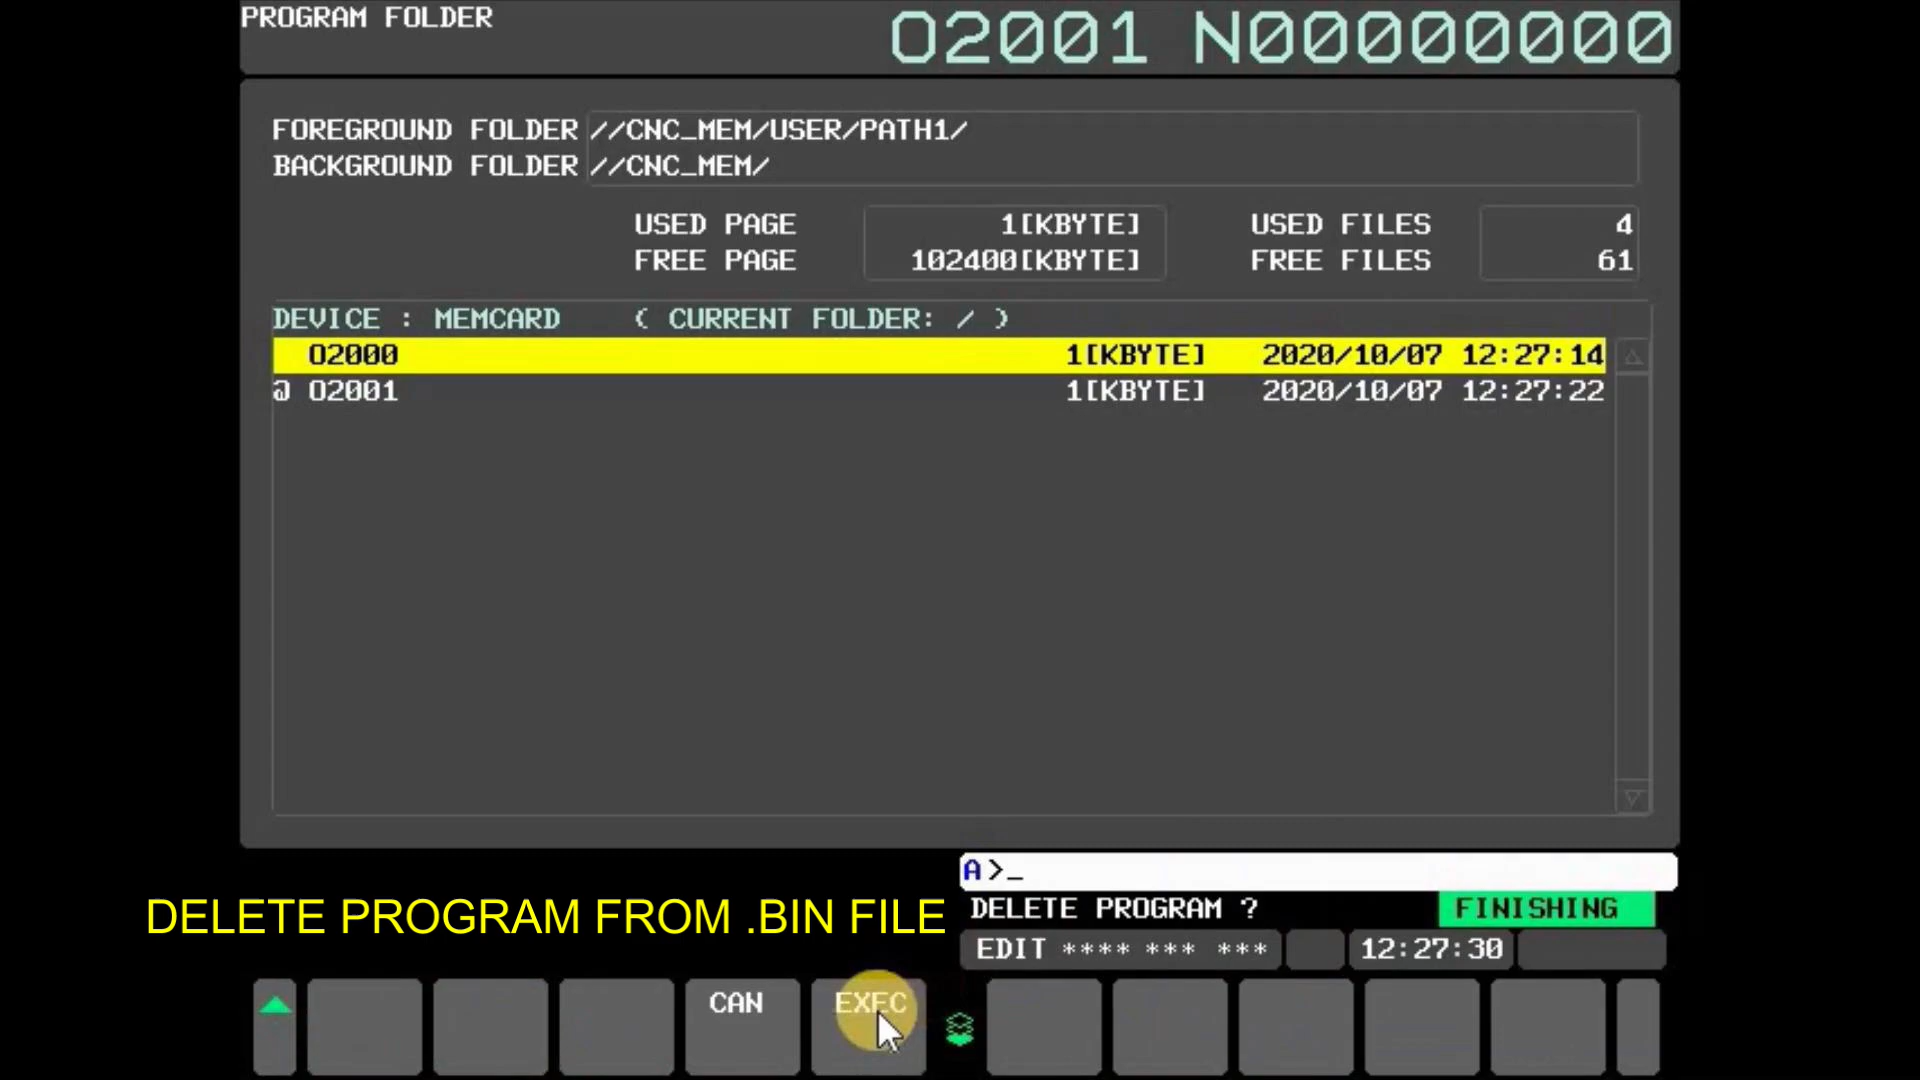 PROGRAM FOLDER O2001 N00000000
FOREGROUND FOLDER //CNC_MEM/USER/PATH1/
BACKGROUND FOLDER //CNC_MEM/
USED PAGE 1[KBYTE] USED FILES 4
FREE PAGE 102400[KBYTE] FREE FILES 61
DEVICE : MEMCARD ( CURRENT FOLDER: / )
O2000 1[KBYTE] 2020/10/07 12:27:14
@ O2001 1[KBYTE] 2020/10/07 12:27:22
A >_
DELETE PROGRAM FROM .BIN FILE
DELETE PROGRAM ? FINISHING
EDIT **** *** *** 12:27:30
CAN EXEC